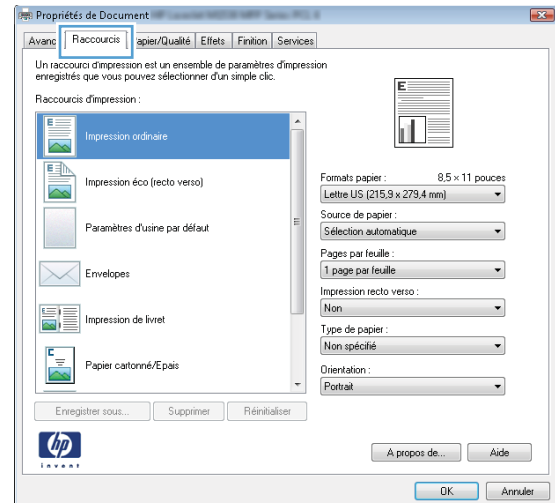 Propriétés de Document
Avanc Raccourcis apier/Qualité Effets Finition Services
Un raccourci d'impression est un ensemble de paramètres d'impression
enregistrés que vous pouvez sélectionner d'un simple clic.
Raccourcis d'impression :
Impression ordinaire
Impression éco (recto verso)
Paramètres d'usine par défaut
Envelopes
Impression de livret
Papier cartonné/Epais
E
Formats papier : 8,5 × 11 pouces
Lettre US (215,9 x 279,4 mm)
Source de papier :
Sélection automatique
Pages par feuille :
1 page par feuille
Impression recto verso :
Non
Type de papier :
Non spécifié
Orientation :
Portrait
Enregistrer sous... Supprimer Réinitialiser
hp
invent
A propos de... Aide
OK Annuler